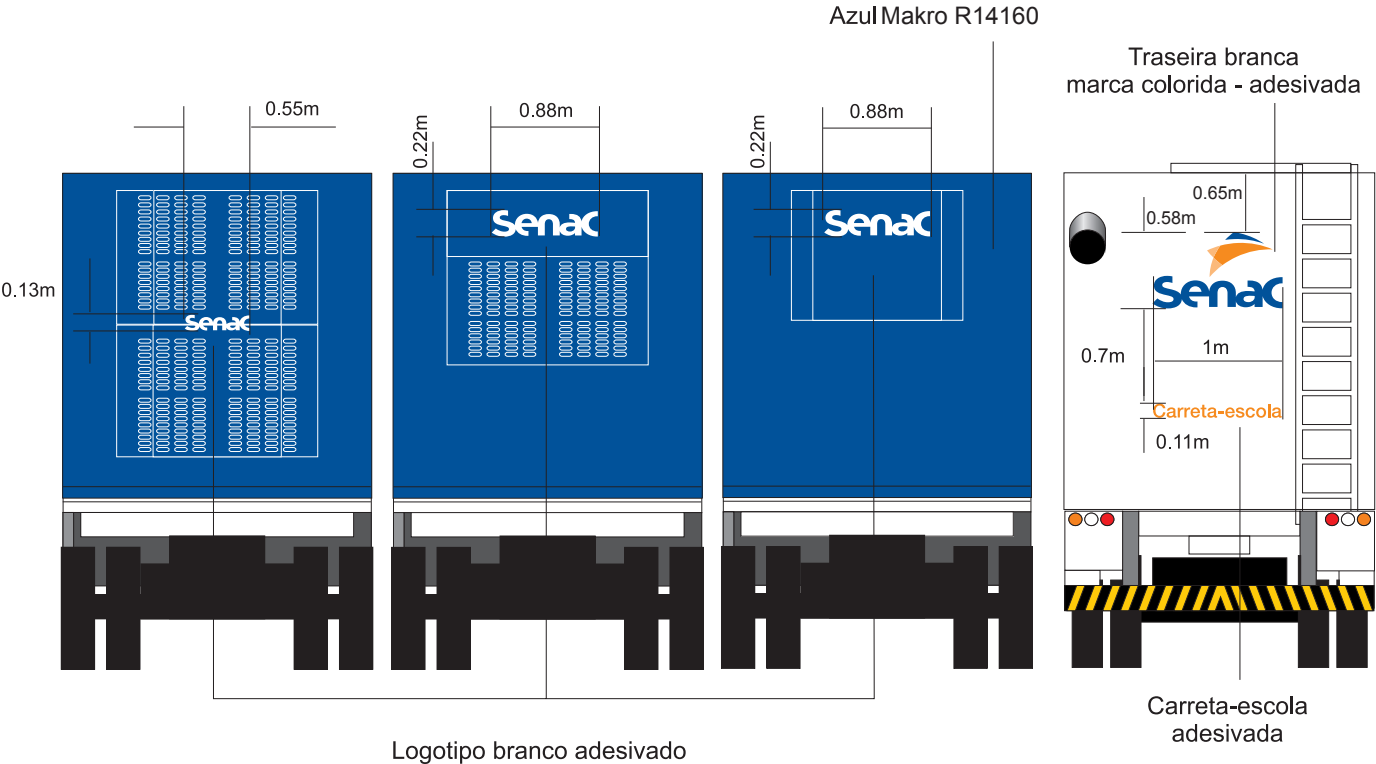 Azul Makro R14160
Traseira branca
marca colorida - adesivada
0.55m
0.88m
0.22m
0.88m
0.22m
0.65m
0.58m
Senac
Senac
Senac
0.13m
Senac
0.7m
1m
Carreta-escola
0.11m
Carreta-escola
adesivada
Logotipo branco adesivado